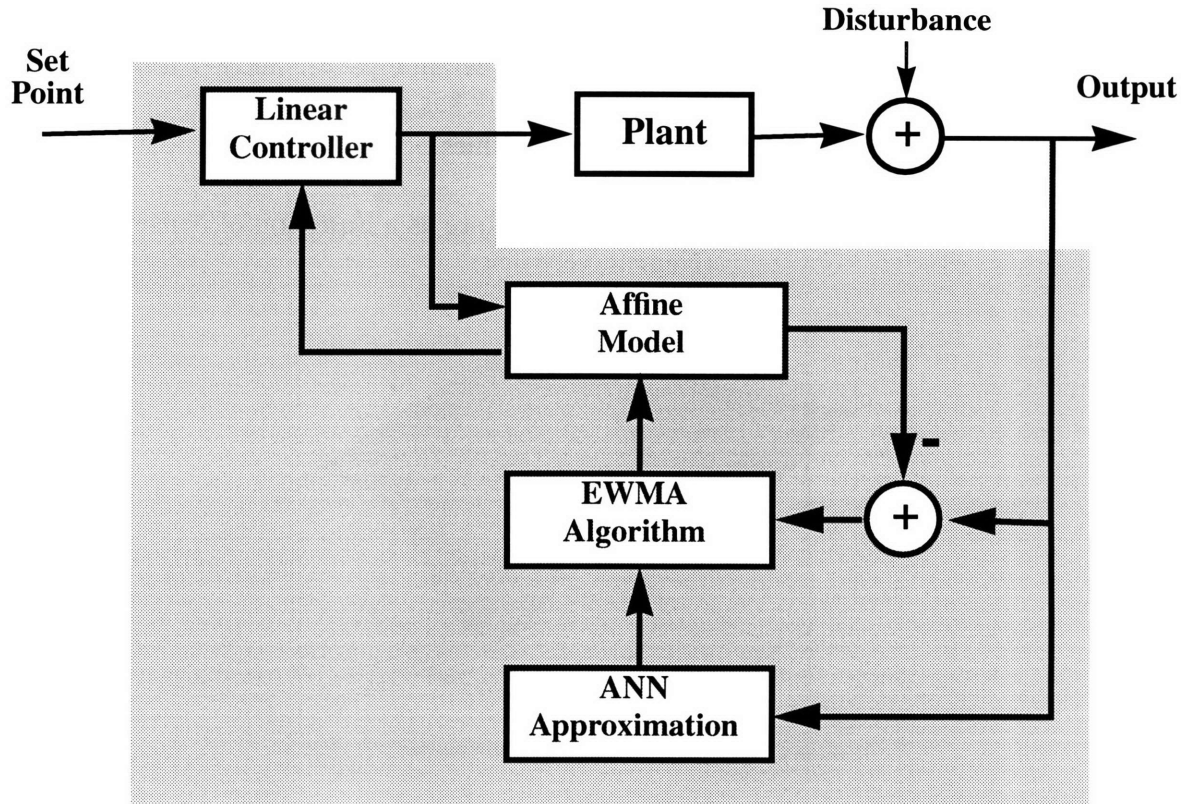 Disturbance
Set
Point
Output
Linear
Controller
Plant
+
Affine
Model
-
EWMA
Algorithm
+
ANN
Approximation